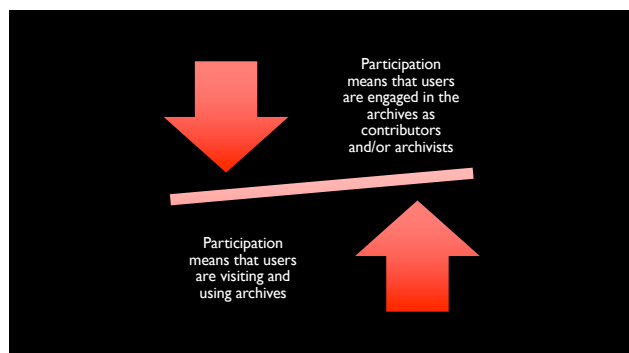 Participation
means that users
are engaged in the
archives as
contributors
and/or archivists
Participation
means that users
are visiting and
using archives